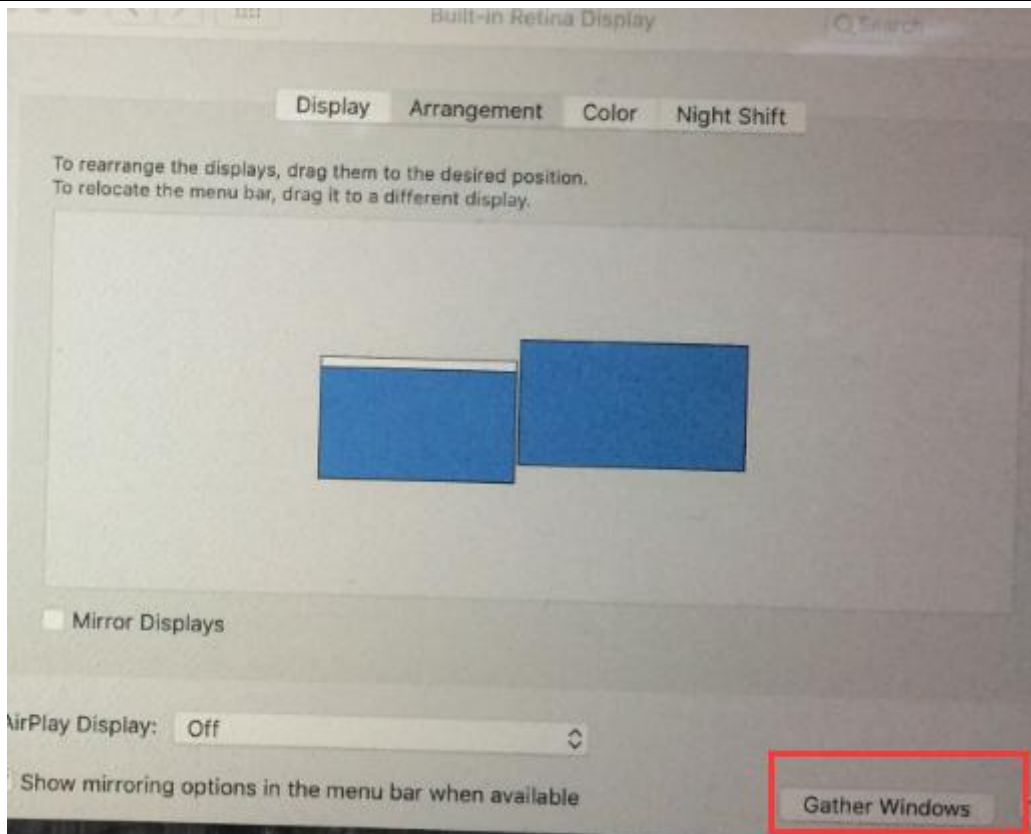 Built-in Retina Display
Search
Display Arrangement Color Night Shift
To rearrange the displays, drag them to the desired position.
To relocate the menu bar, drag it to a different display.
Mirror Displays
AirPlay Display: Off
Show mirroring options in the menu bar when available
Gather Windows